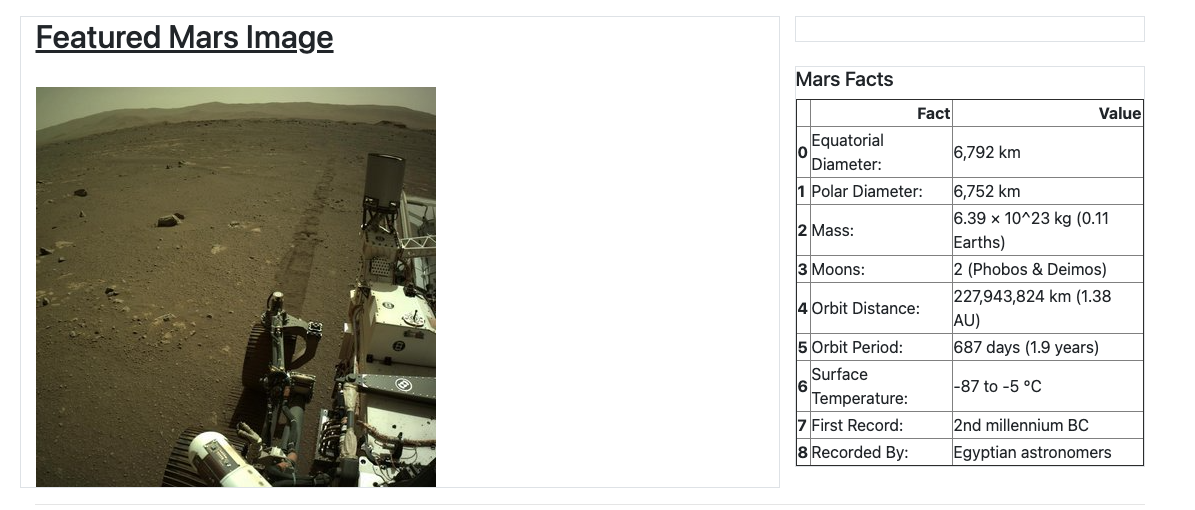 Featured Mars Image
Mars Facts
Fact Value
0 Equatorial
Diameter: 6,792 km
1 Polar Diameter: 6,752 km
2 Mass: 6.39 × 10^23 kg (0.11
Earths)
3 Moons: 2 (Phobos & Deimos)
4 Orbit Distance: 227,943,824 km (1.38
AU)
5 Orbit Period: 687 days (1.9 years)
6 Surface
Temperature: -87 to -5 °C
7 First Record: 2nd millennium BC
8 Recorded By: Egyptian astronomers